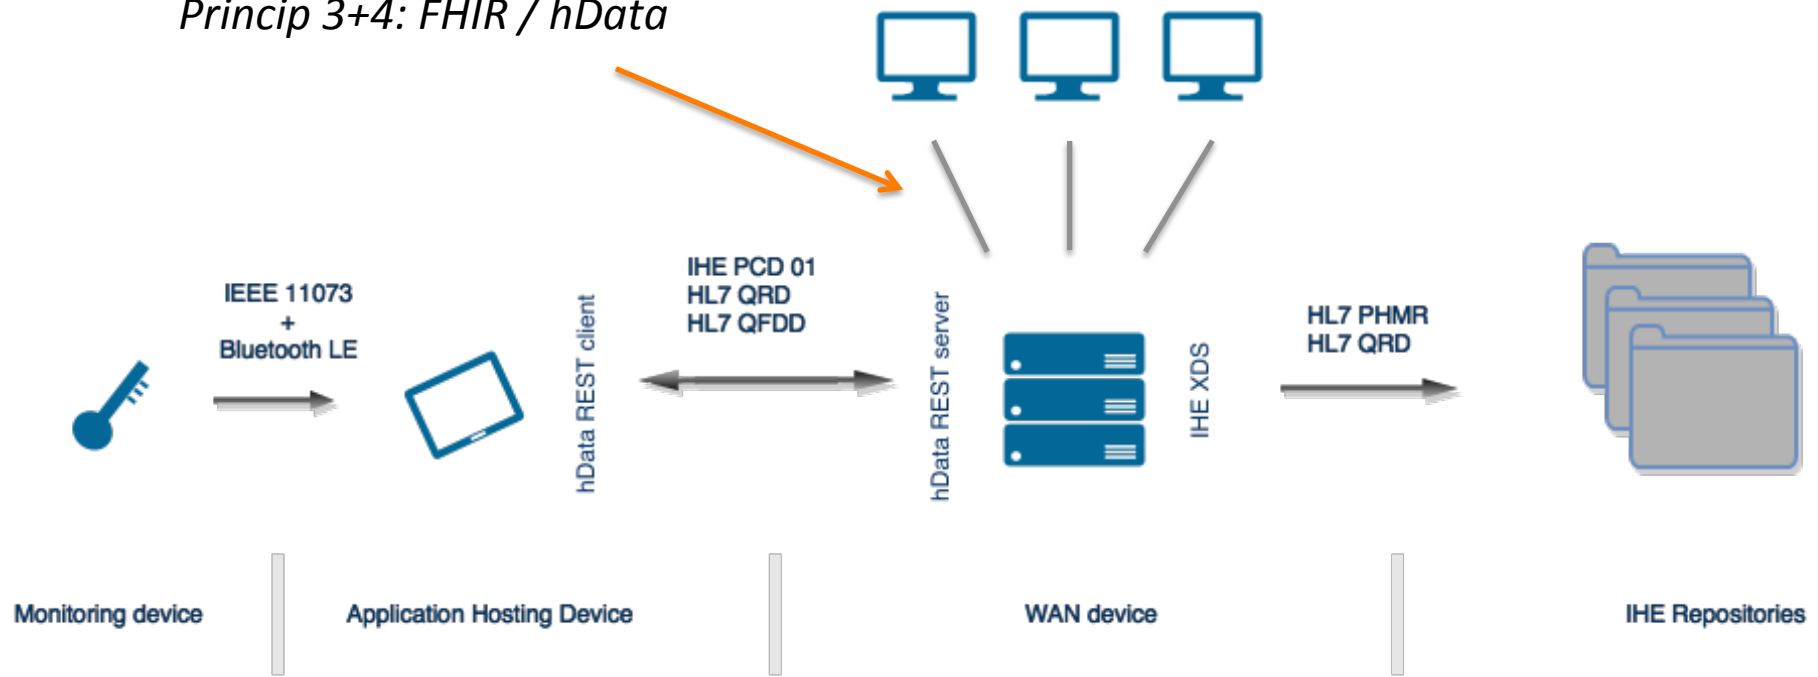 Princip 3+4: FHIR / hData
IEEE 11073
+
Bluetooth LE
hData REST client
IHE PCD 01
HL7 QRD
HL7 QFDD
hData REST server
IHE XDS
HL7 PHMR
HL7 QRD
Monitoring device
Application Hosting Device
WAN device
IHE Repositories